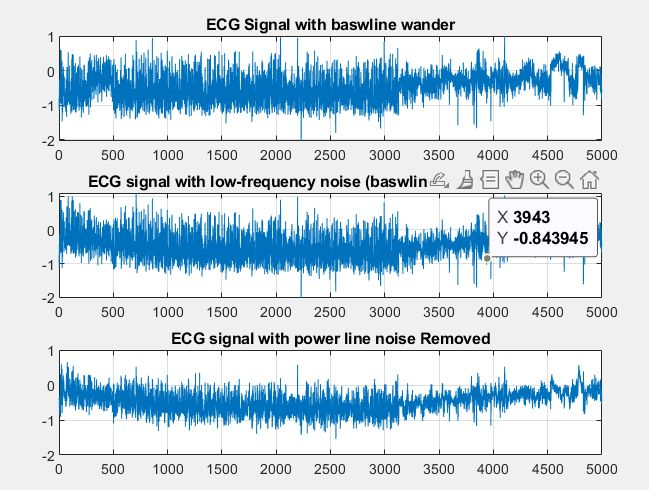 ECG Signal with baswline wander
1
0
-1
-2
0 500 1000 1500 2000 2500 3000 3500 4000 4500 5000
ECG signal with low-frequency noise (baswlin
1
0
-1
-2
X 3943
Y -0.843945
0 500 1000 1500 2000 2500 3000 3500 4000 4500 5000
ECG signal with power line noise Removed
1
0
-1
-2
0 500 1000 1500 2000 2500 3000 3500 4000 4500 5000